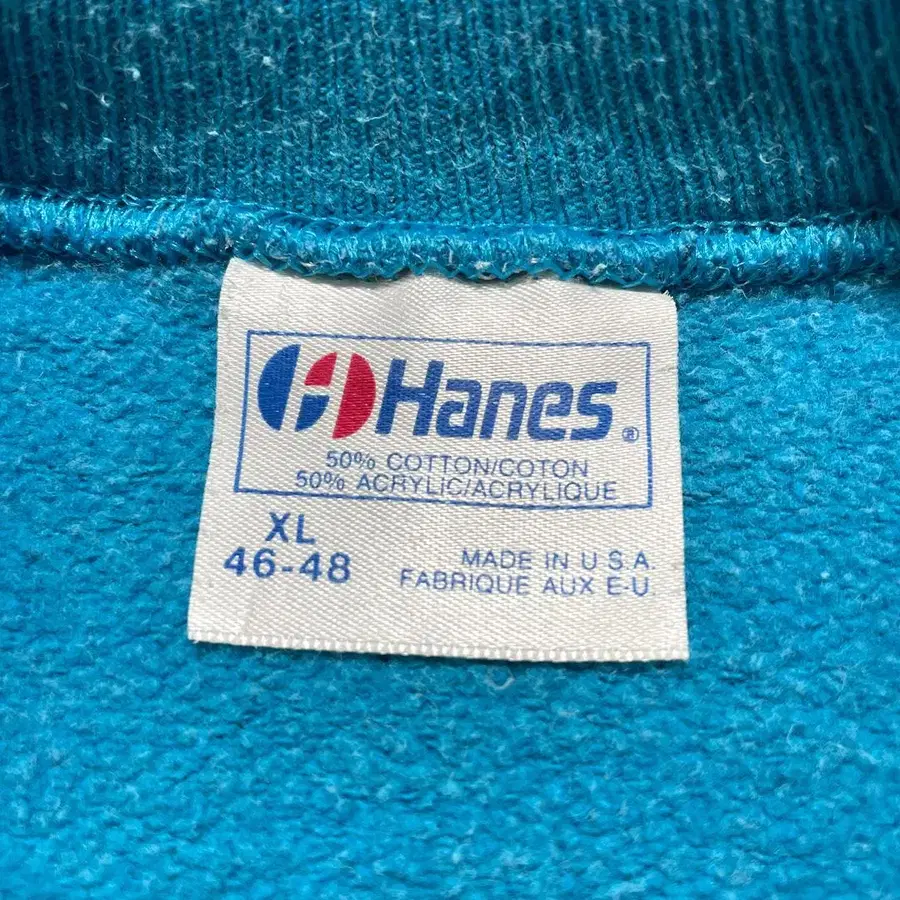 Hanes®
50% COTTON/COTON
50% ACRYLIC/ACRYLIQUE
XL
46-48
MADE IN U S A
FABRIQUE AUX E-U